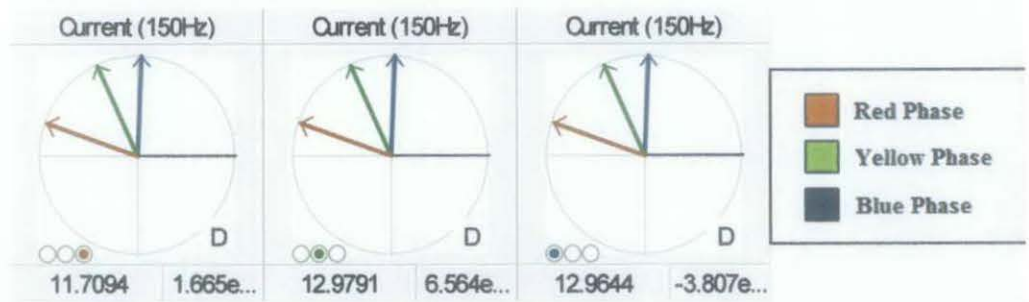 Current (150Hz) Current (150Hz) Current (150Hz)
D D D
11.7094 1.665e... 12.9791 6.564e... 12.9644 -3.807e...
Red Phase
Yellow Phase
Blue Phase